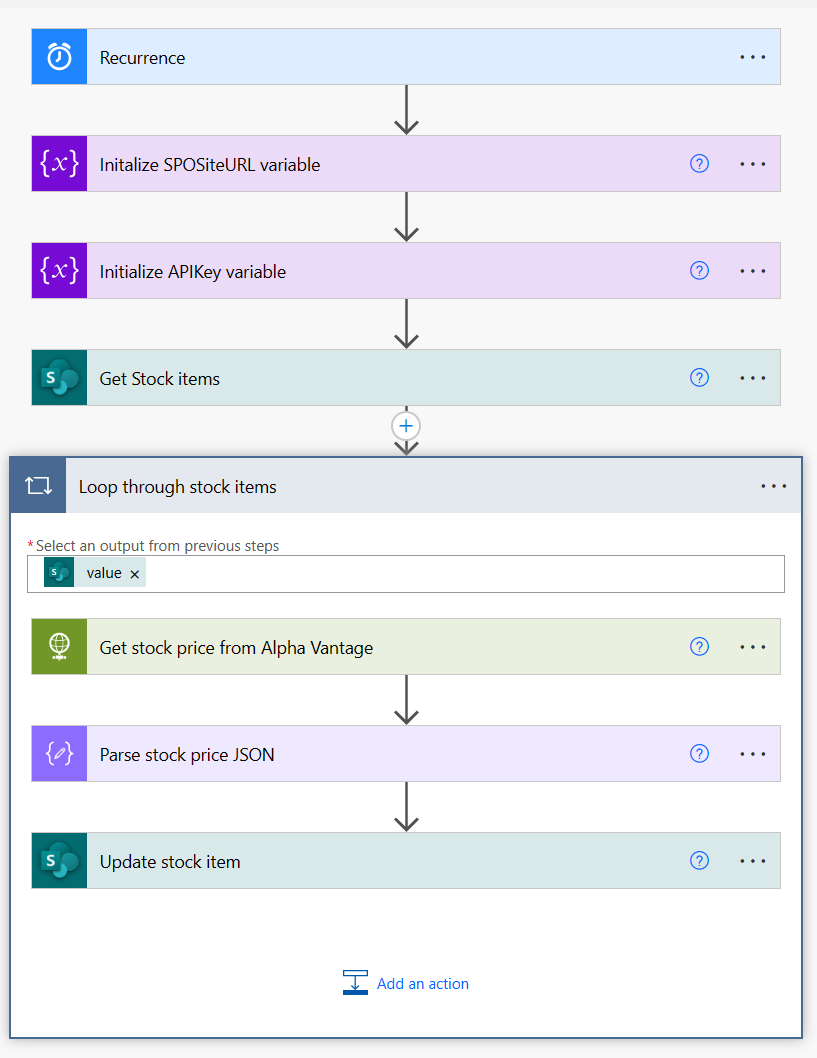 Recurrence
{x} Initalize SPOSiteURL variable ?
{x} Initialize APIKey variable ?
S Get Stock items ?
+
Loop through stock items
*Select an output from previous steps
S value ×
Get stock price from Alpha Vantage ?
Parse stock price JSON ?
S Update stock item ?
Add an action